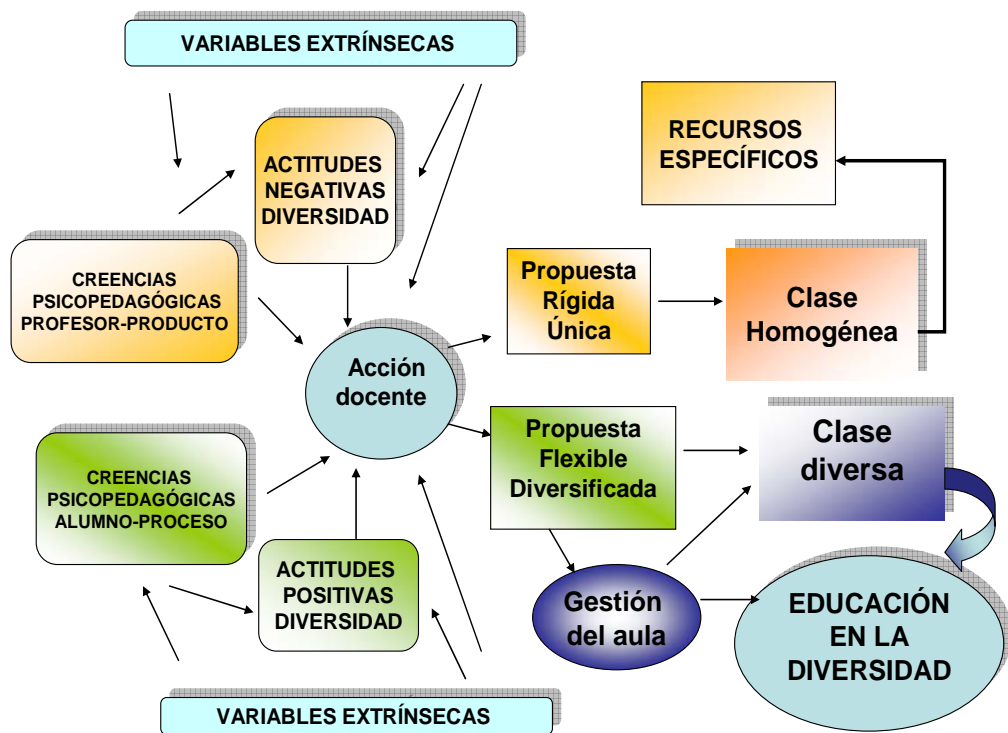 VARIABLES EXTRÍNSECAS
RECURSOS
ESPECÍFICOS
ACTITUDES
NEGATIVAS
DIVERSIDAD
CREENCIAS
PSICOPEDAGÓGICAS
PROFESOR-PRODUCTO
Propuesta
Rígida
Única
Clase
Homogénea
Acción
docente
CREENCIAS
PSICOPEDAGÓGICAS
ALUMNO-PROCESO
Propuesta
Flexible
Diversificada
Clase
diversa
ACTITUDES
POSITIVAS
DIVERSIDAD
Gestión
del aula
EDUCACIÓN
EN LA
DIVERSIDAD
VARIABLES EXTRÍNSECAS